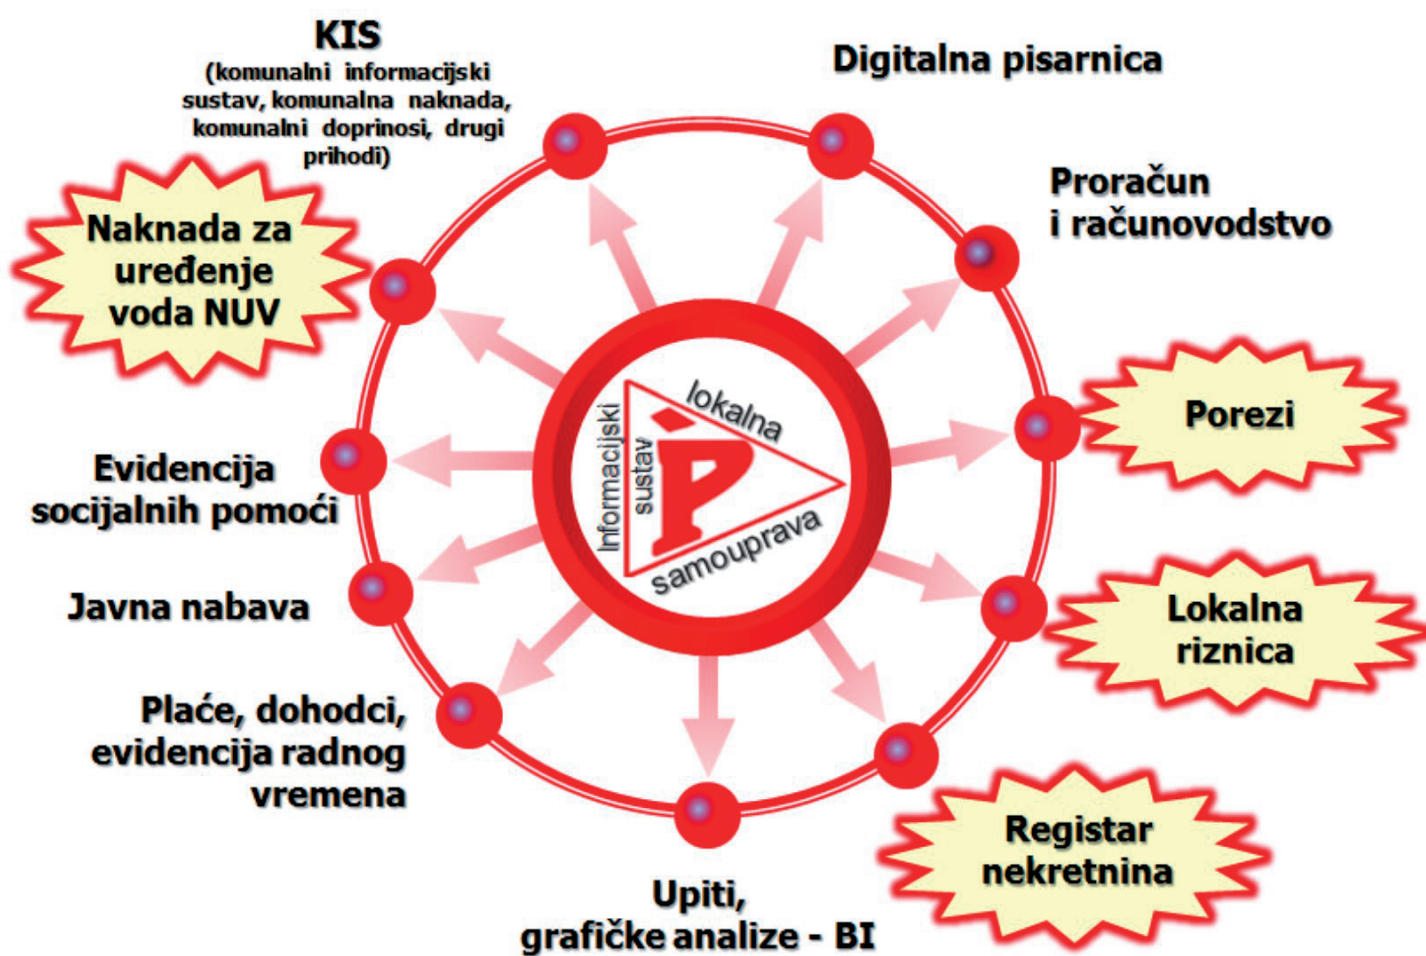 KIS
(komunalni informacijski
sustav, komunalna naknada,
komunalni doprinosi, drugi
prihodi)
Digitalna pisarnica
Proračun
i računovodstvo
Naknada za
uređenje
voda NUV
Porezi
Informacijski
sustav
lokalna
samouprava
iP
Evidencija
socijalnih pomoći
Javna nabava
Lokalna
riznica
Plaće, dohodci,
evidencija radnog
vremena
Registar
nekretnina
Upiti,
grafičke analize - BI